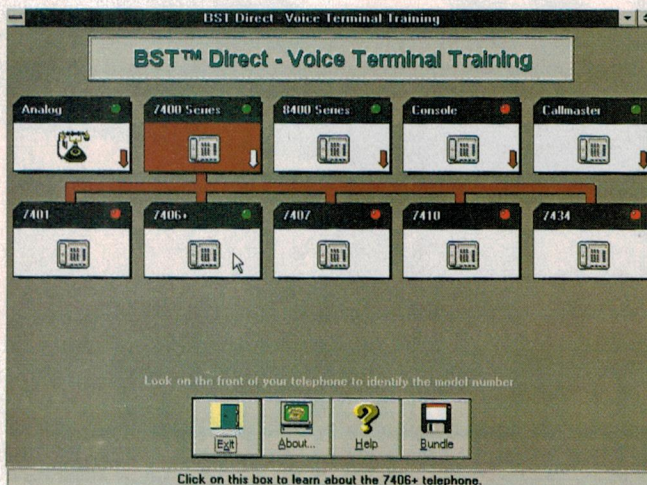 BST Direct - Voice Terminal Training
BST™ Direct - Voice Terminal Training
Analog
7400 Series
8400 Series
Console
Callmaster
7401
7406+
7407
7410
7434
Look on the front of your telephone to identify the model number
Exit
About...
Help
Bundle
Click on this box to learn about the 7406+ telephone.